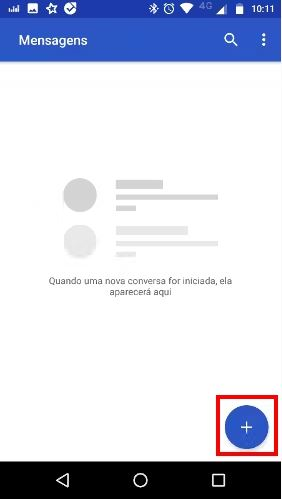 4G 10:11
Mensagens
Quando uma nova conversa for iniciada, ela
aparecerá aqui